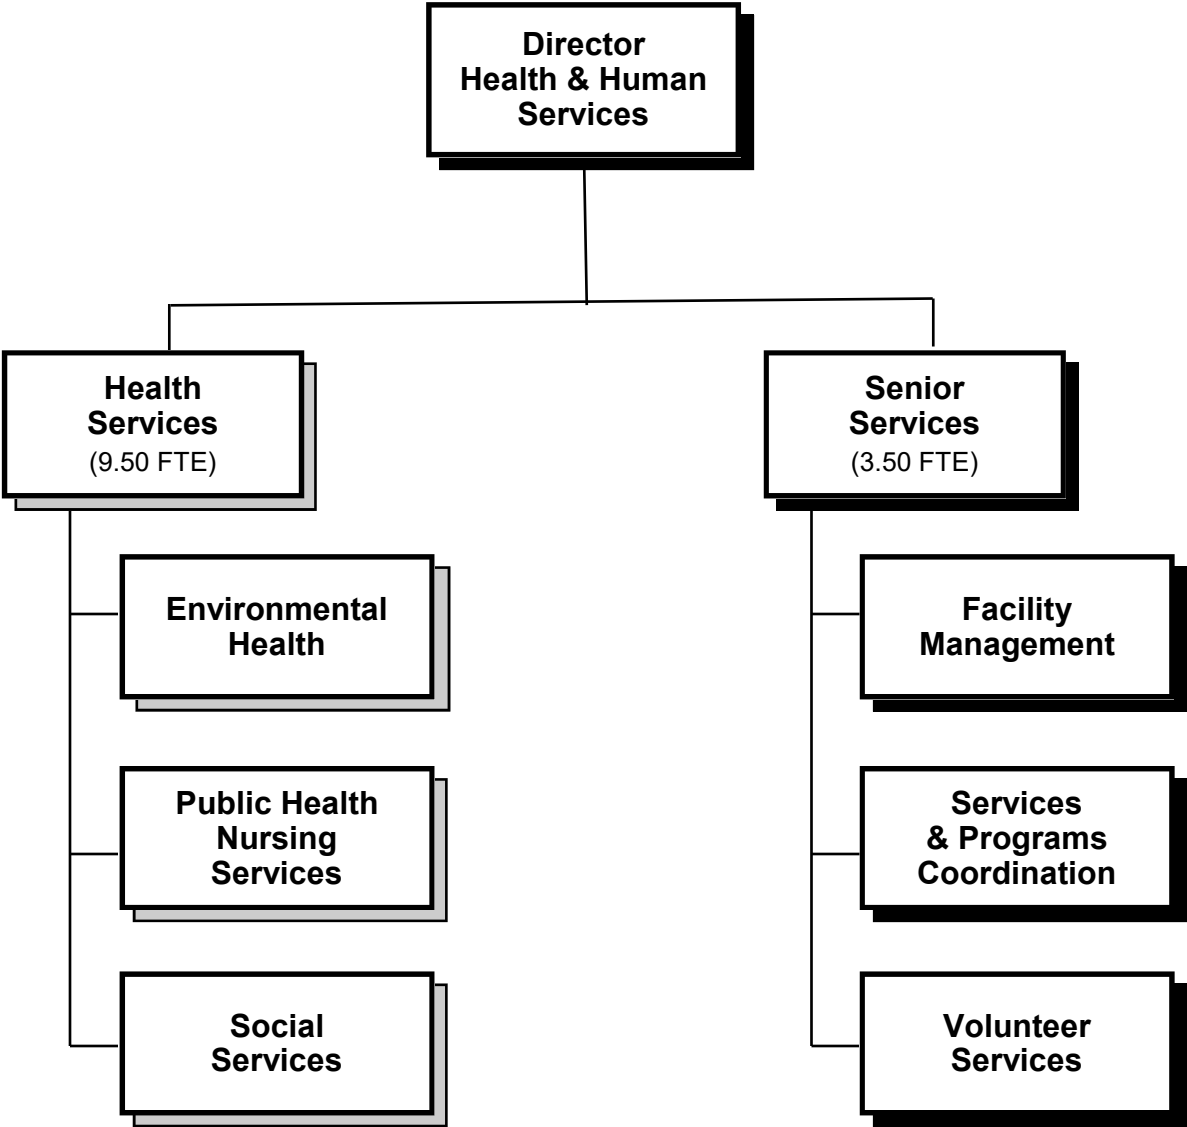 Director
Health & Human
Services
Health
Services
(9.50 FTE)
Senior
Services
(3.50 FTE)
Environmental
Health
Facility
Management
Public Health
Nursing
Services
Services
& Programs
Coordination
Social
Services
Volunteer
Services